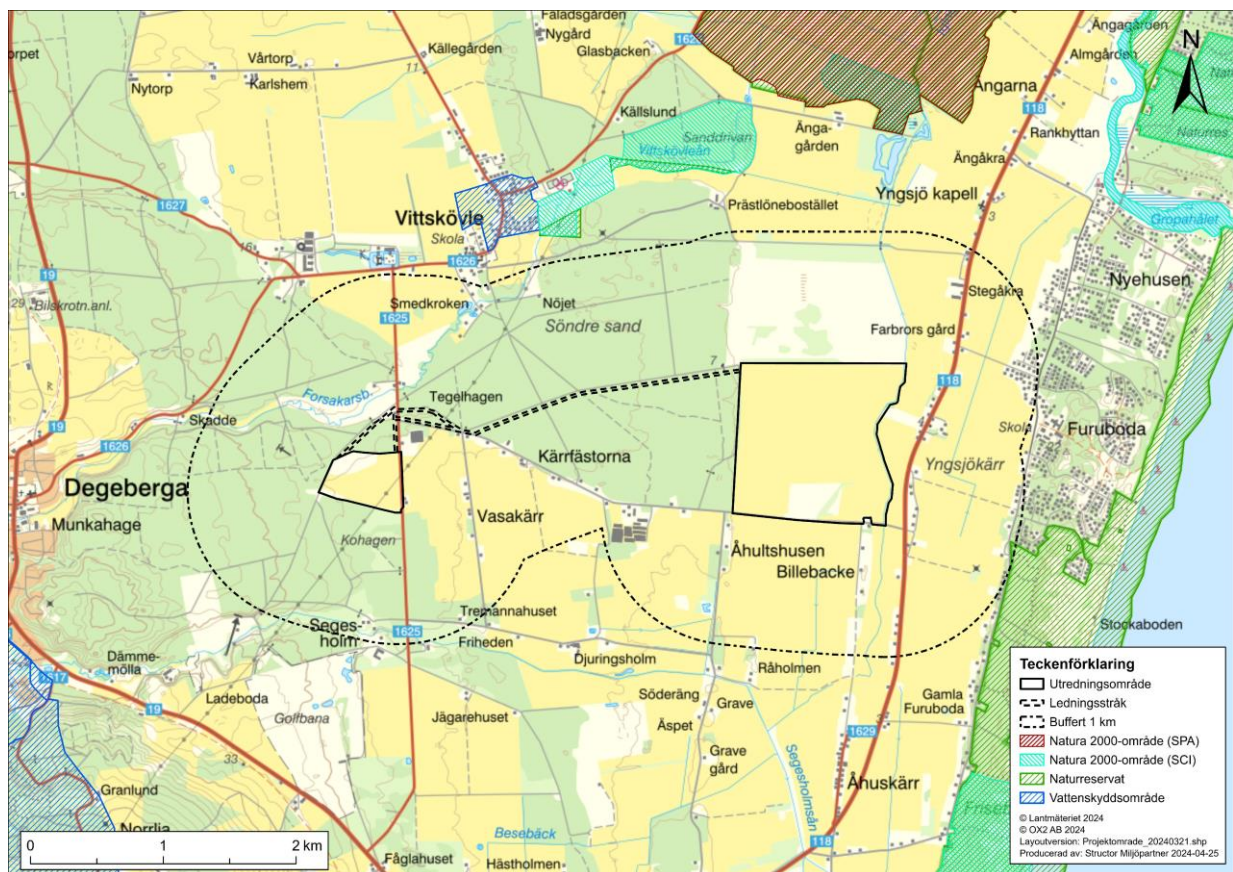 Faladsgården
Nygård
Glasbacken
Källegården
Vårtorp
Karlshem
Nytorp
11
Ängagården
Almgården
N
Ängarna
118
Rankhyttan
Ängåkra
Källslund
Sanddrivan
Vittskövleån
Änga-
gården
Yngsjö kapell
3
Prästlönebostället
Gropahålet
Nyehusen
1627
Vittskövle
Skola
1626
16
19
29
Bilskrotn.anl.
Smedkroken
Nöjet
1625
Söndre sand
Stegåkra
Farbrors gård
118
7
Forsakarsb.
Tegelhagen
Skadde
19
1626
Kärrfästorna
Skola
Furuboda
Yngsjökärr
Degeberga
Munkahage
Vasakärr
Kohagen
Åhultshusen
Billebacke
Tremannahuset
Seges-
holm
1625
Friheden
Djuringsholm
Råholmen
Stockaboden
Dämme-
mölla
Ladeboda
19
Golfbana
33
Jägarehuset
Söderäng
Äspet
Grave
Grave
gård
Gamla
Furuboda
1629
Segesholmsån
Åhuskärr
Granlund
Norrlia
Besebäck
Fåglahuset
Hästholmen
118
0 1 2 km
Teckenförklaring
Utredningsområde
Ledningsstråk
Buffert 1 km
Natura 2000-område (SPA)
Natura 2000-område (SCI)
Naturreservat
Vattenskyddsområde
© Lantmäteriet 2024
© OX2 AB 2024
Layoutversion: Projektomrade_20240321.shp
Producerad av: Structor Miljöpartner 2024-04-25